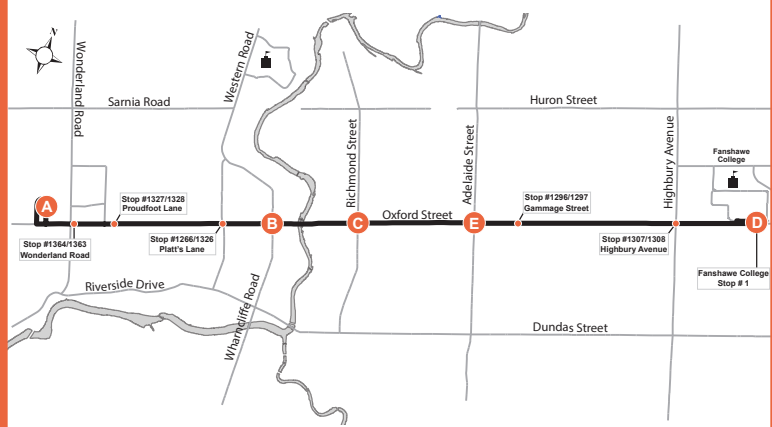 N
Wonderland Road
Western Road
Sarnia Road
Huron Street
Richmond Street
Adelaide Street
Highbury Avenue
Fanshawe
College
A
Stop #1327/1328
Proudfoot Lane
Stop #1296/1297
Gammage Street
Oxford Street
B
C
E
D
Stop #1364/1363
Wonderland Road
Stop #1266/1326
Platt's Lane
Stop #1307/1308
Highbury Avenue
Fanshawe College
Stop # 1
Riverside Drive
Wharncliffe Road
Dundas Street